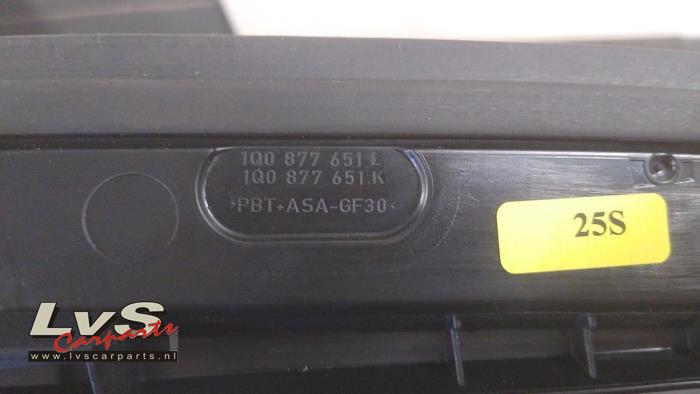 1Q0 877 651 L
1Q0 877 651 K
>PBT+ASA-GF30<
25S
LvS
Carparts
www.lvscarparts.nl